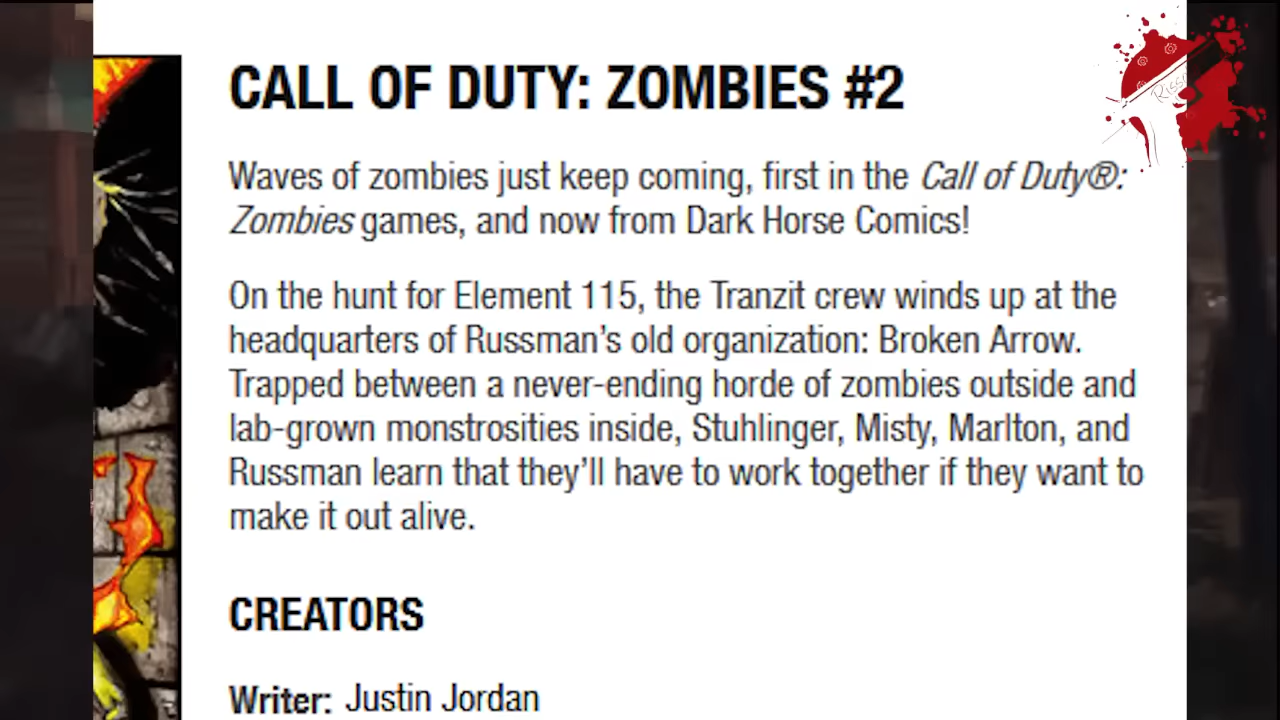 CALL OF DUTY: ZOMBIES #2
Waves of zombies just keep coming, first in the Call of Duty®:
Zombies games, and now from Dark Horse Comics!
On the hunt for Element 115, the Tranzit crew winds up at the
headquarters of Russman’s old organization: Broken Arrow.
Trapped between a never-ending horde of zombies outside and
lab-grown monstrosities inside, Stuhlinger, Misty, Marlton, and
Russman learn that they’ll have to work together if they want to
make it out alive.
CREATORS
Writer: Justin Jordan